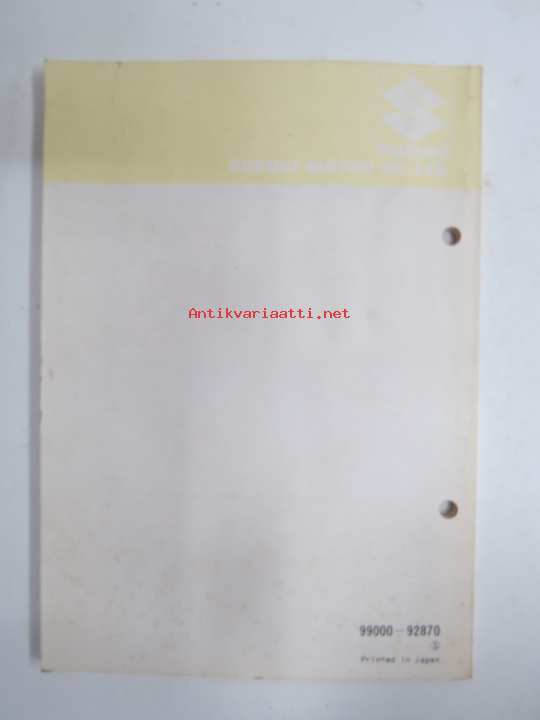 SUZUKI MOTOR CO.,LTD.
Antikvariaatti.net
99000-92870
Printed in Japan